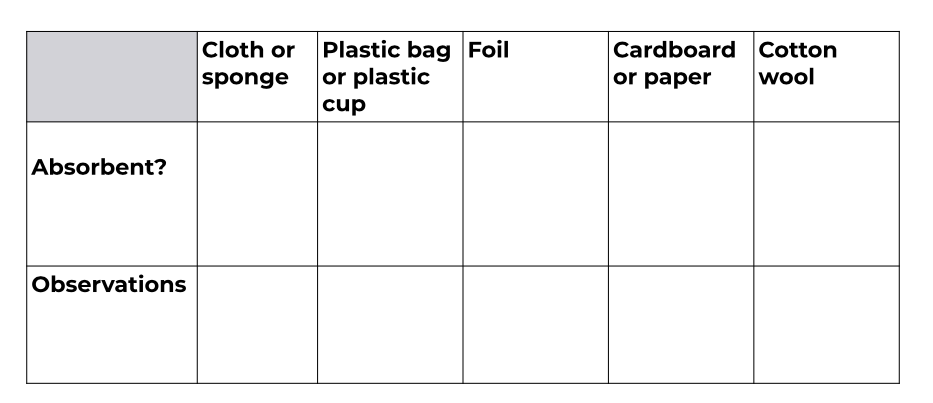 Cloth or
sponge
Plastic bag
or plastic
cup
Foil
Cardboard
or paper
Cotton
wool
Absorbent?
Observations